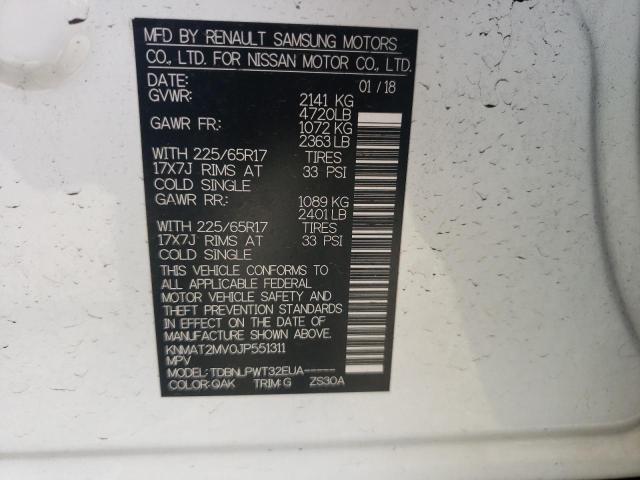 MFD BY RENAULT SAMSUNG MOTORS
CO., LTD. FOR NISSAN MOTOR CO., LTD.
DATE: 01 / 18
GVWR: 2141 KG
4720LB
GAWR FR: 1072 KG
2363 LB
WITH 225/65R17 TIRES
17X7J RIMS AT 33 PSI
COLD SINGLE
GAWR RR: 1089 KG
2401 LB
WITH 225/65R17 TIRES
17X7J RIMS AT 33 PSI
COLD SINGLE
THIS VEHICLE CONFORMS TO
ALL APPLICABLE FEDERAL
MOTOR VEHICLE SAFETY AND
THEFT PREVENTION STANDARDS
IN EFFECT ON THE DATE OF
MANUFACTURE SHOWN ABOVE.
KNMAT2MV0JP551311
MPV
MODEL: TDBNLPWT32EUA-----
COLOR: QAK TRIM: G ZS30A